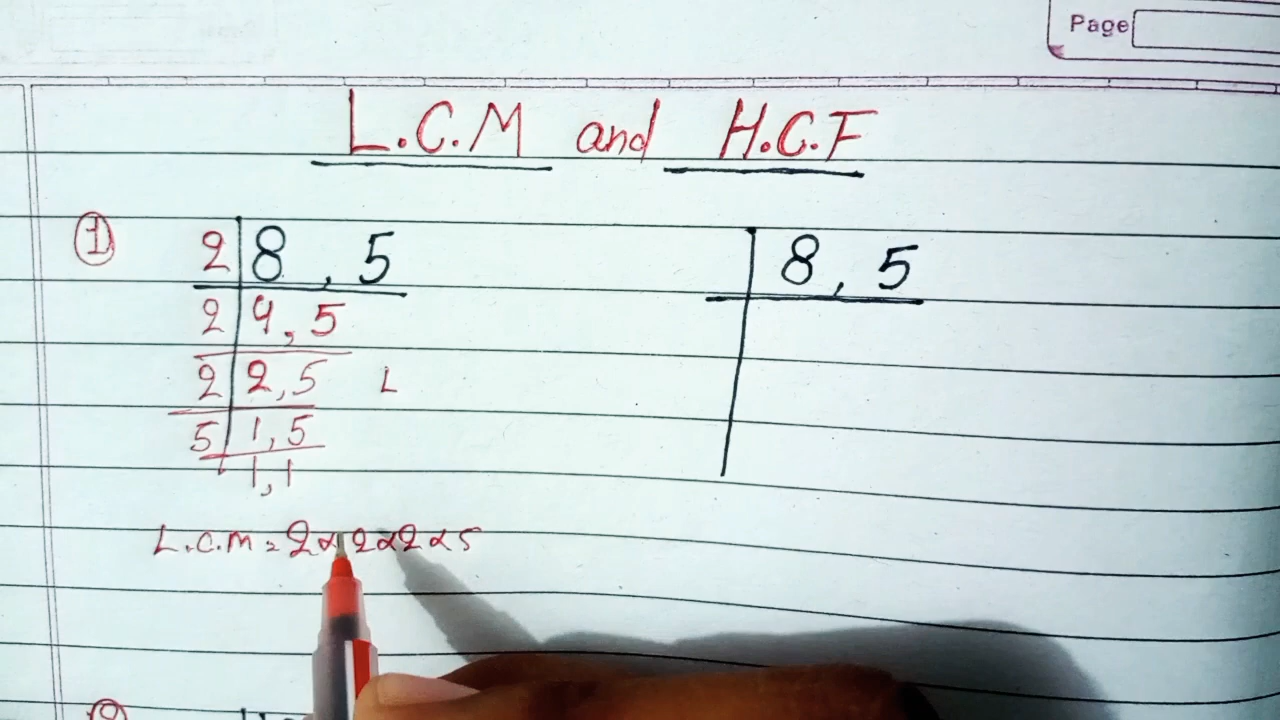 Page
L.C.M and H.C.F
1 2 8 , 5
8 , 5
2 4 , 5
2 2 , 5 L
5 1 , 5
1 , 1
L.C.M = 2 × 2 × 2 × 5